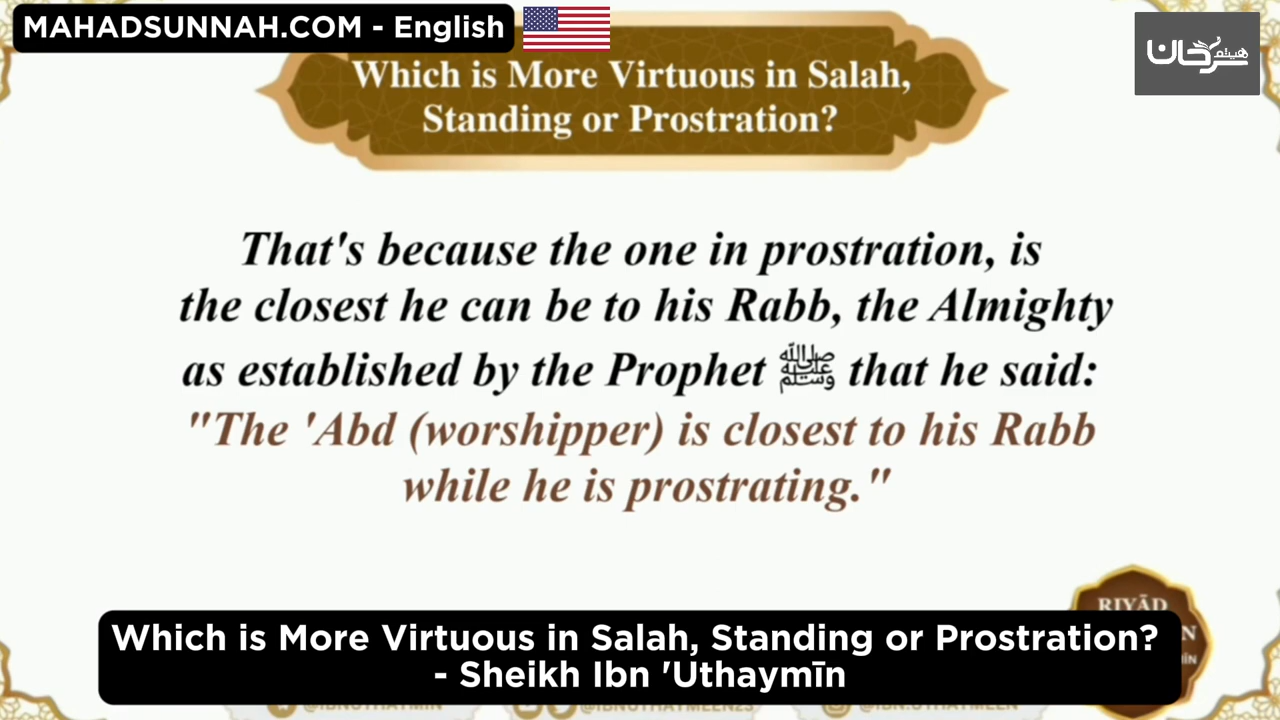 MAHADSUNNAH.COM - English
هيثم سرحان
Which is More Virtuous in Salah,
Standing or Prostration?
That's because the one in prostration, is
the closest he can be to his Rabb, the Almighty
as established by the Prophet ﷺ that he said:
"The 'Abd (worshipper) is closest to his Rabb
while he is prostrating."
RIYĀD
Which is More Virtuous in Salah, Standing or Prostration?
- Sheikh Ibn 'Uthaymīn